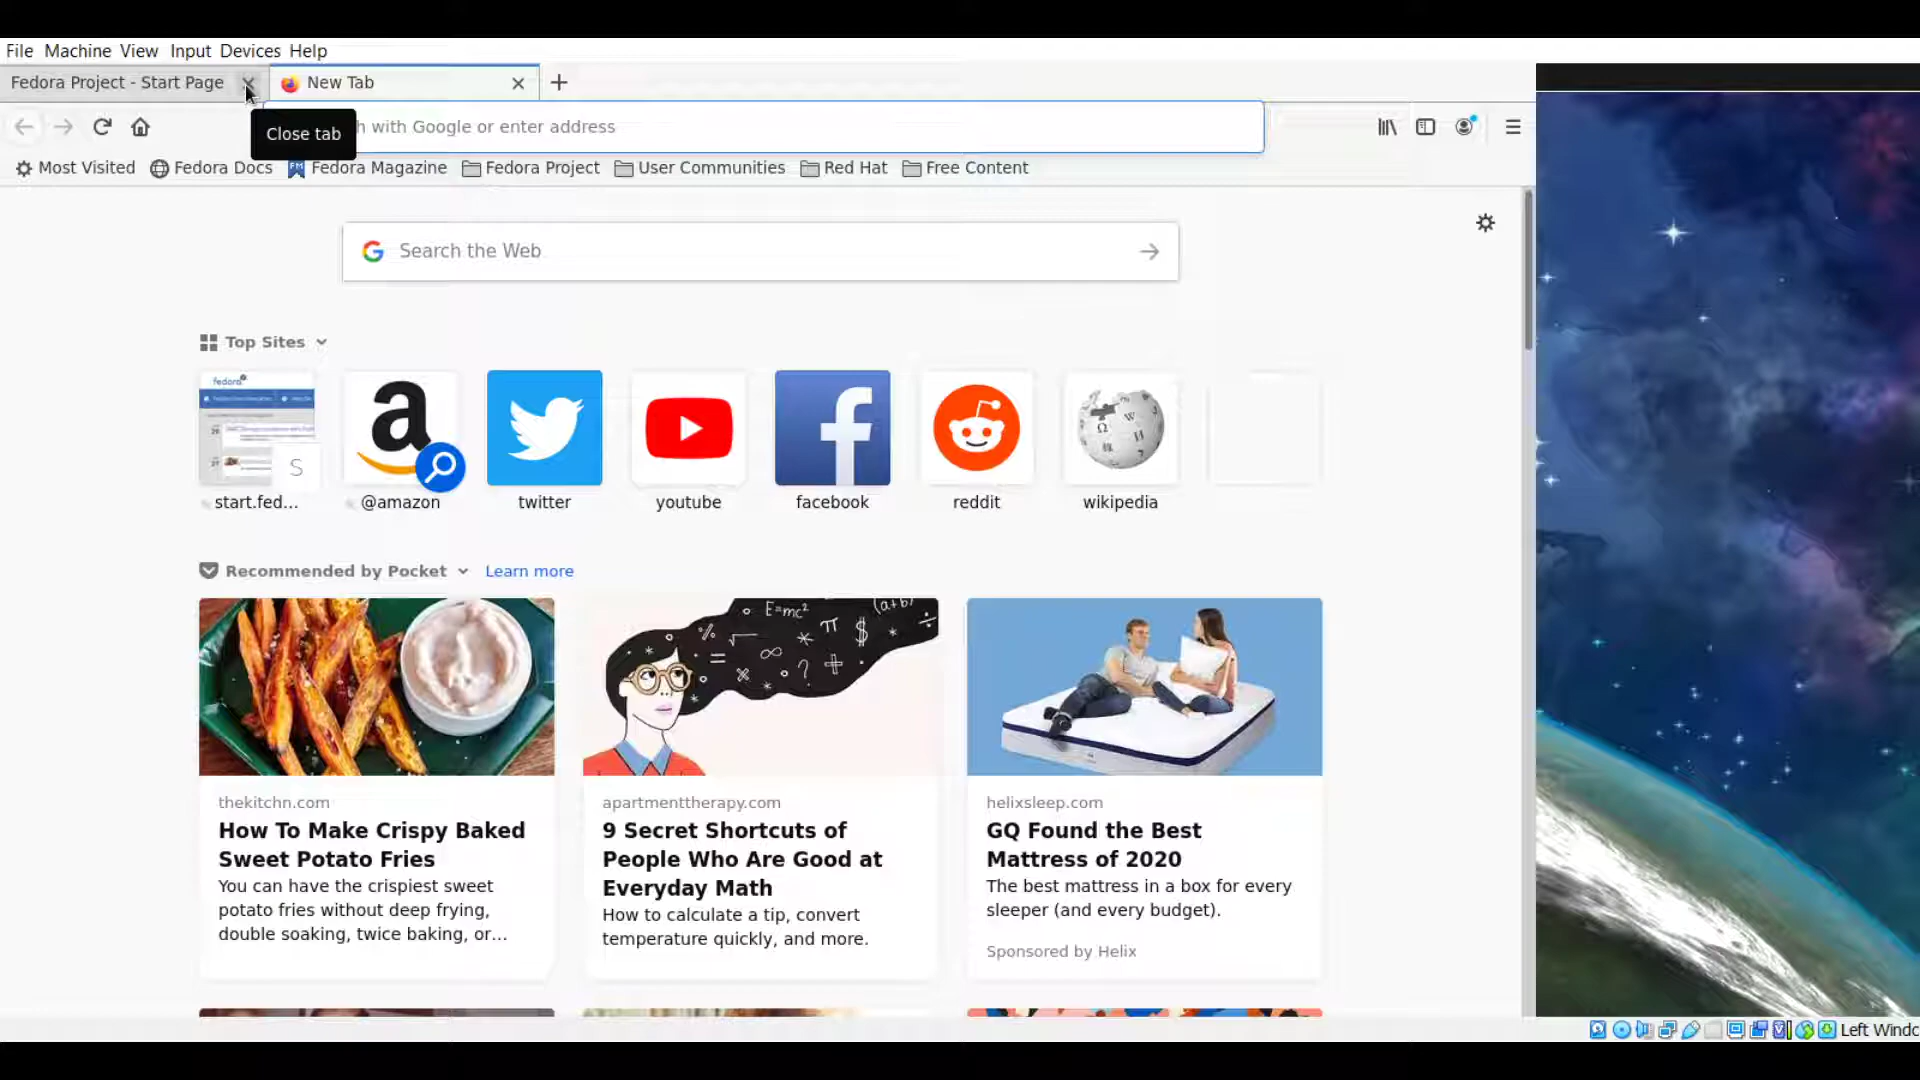 File Machine View Input Devices Help
Fedora Project - Start Page
New Tab
Close tab
h with Google or enter address
Most Visited
Fedora Docs
Fedora Magazine
Fedora Project
User Communities
Red Hat
Free Content
Search the Web
Top Sites
fedora
S
start.fed...
@amazon
twitter
youtube
facebook
reddit
wikipedia
Recommended by Pocket
Learn more
E=mc²
(a+b)
thekitchn.com
How To Make Crispy Baked
Sweet Potato Fries
You can have the crispiest sweet
potato fries without deep frying,
double soaking, twice baking, or...
apartmenttherapy.com
9 Secret Shortcuts of
People Who Are Good at
Everyday Math
How to calculate a tip, convert
temperature quickly, and more.
helixsleep.com
GQ Found the Best
Mattress of 2020
The best mattress in a box for every
sleeper (and every budget).
Sponsored by Helix
Left Windc